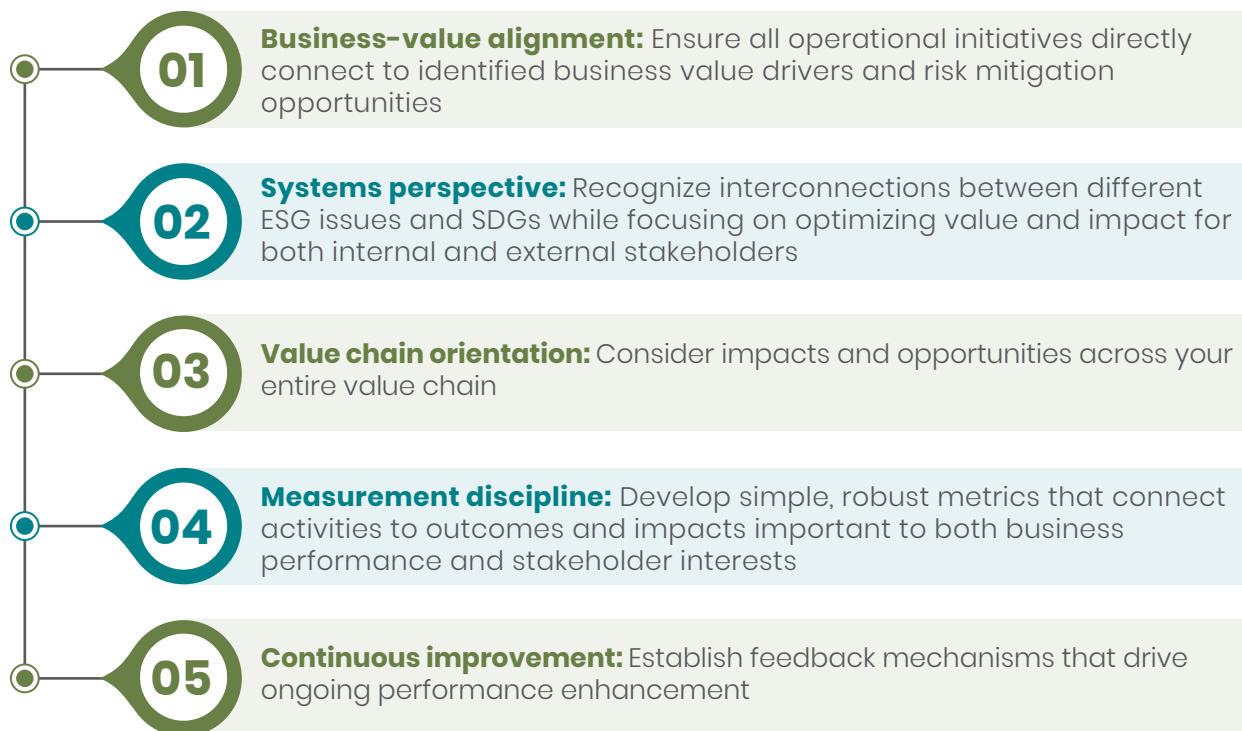 01
Business-value alignment: Ensure all operational initiatives directly
connect to identified business value drivers and risk mitigation
opportunities
02
Systems perspective: Recognize interconnections between different
ESG issues and SDGs while focusing on optimizing value and impact for
both internal and external stakeholders
03
Value chain orientation: Consider impacts and opportunities across your
entire value chain
04
Measurement discipline: Develop simple, robust metrics that connect
activities to outcomes and impacts important to both business
performance and stakeholder interests
05
Continuous improvement: Establish feedback mechanisms that drive
ongoing performance enhancement